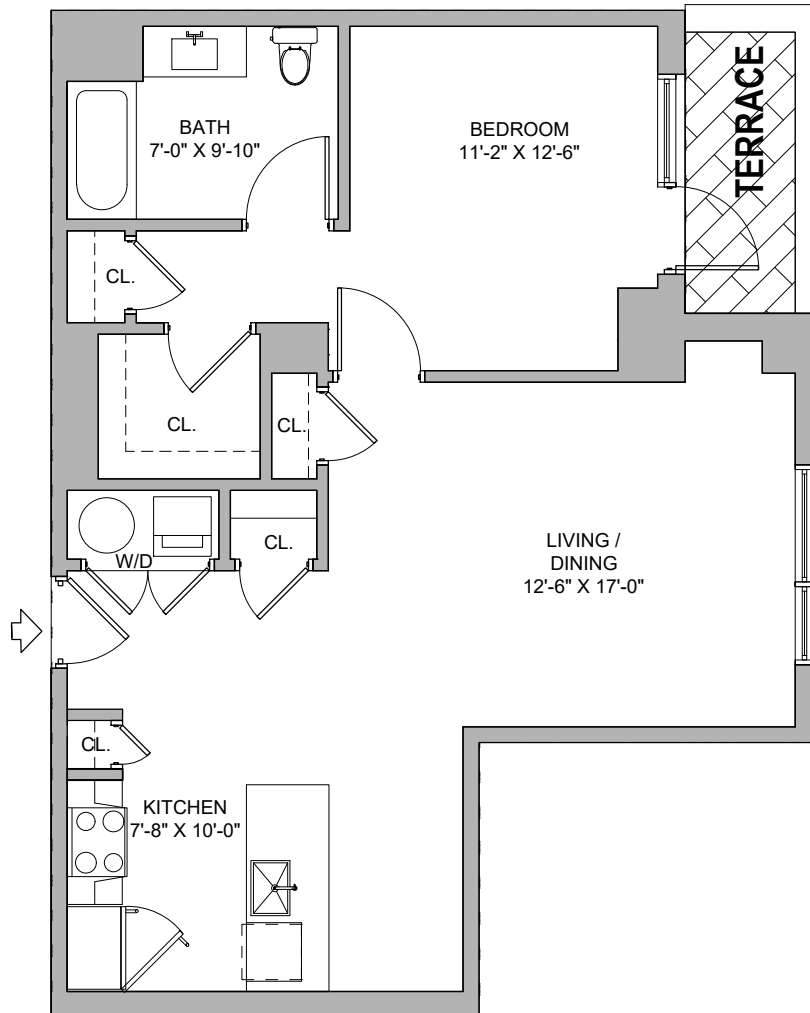 BATH
7'-0" X 9'-10"
BEDROOM
11'-2" X 12'-6"
TERRACE
CL.
CL.
CL.
W/D
CL.
LIVING /
DINING
12'-6" X 17'-0"
CL.
KITCHEN
7'-8" X 10'-0"